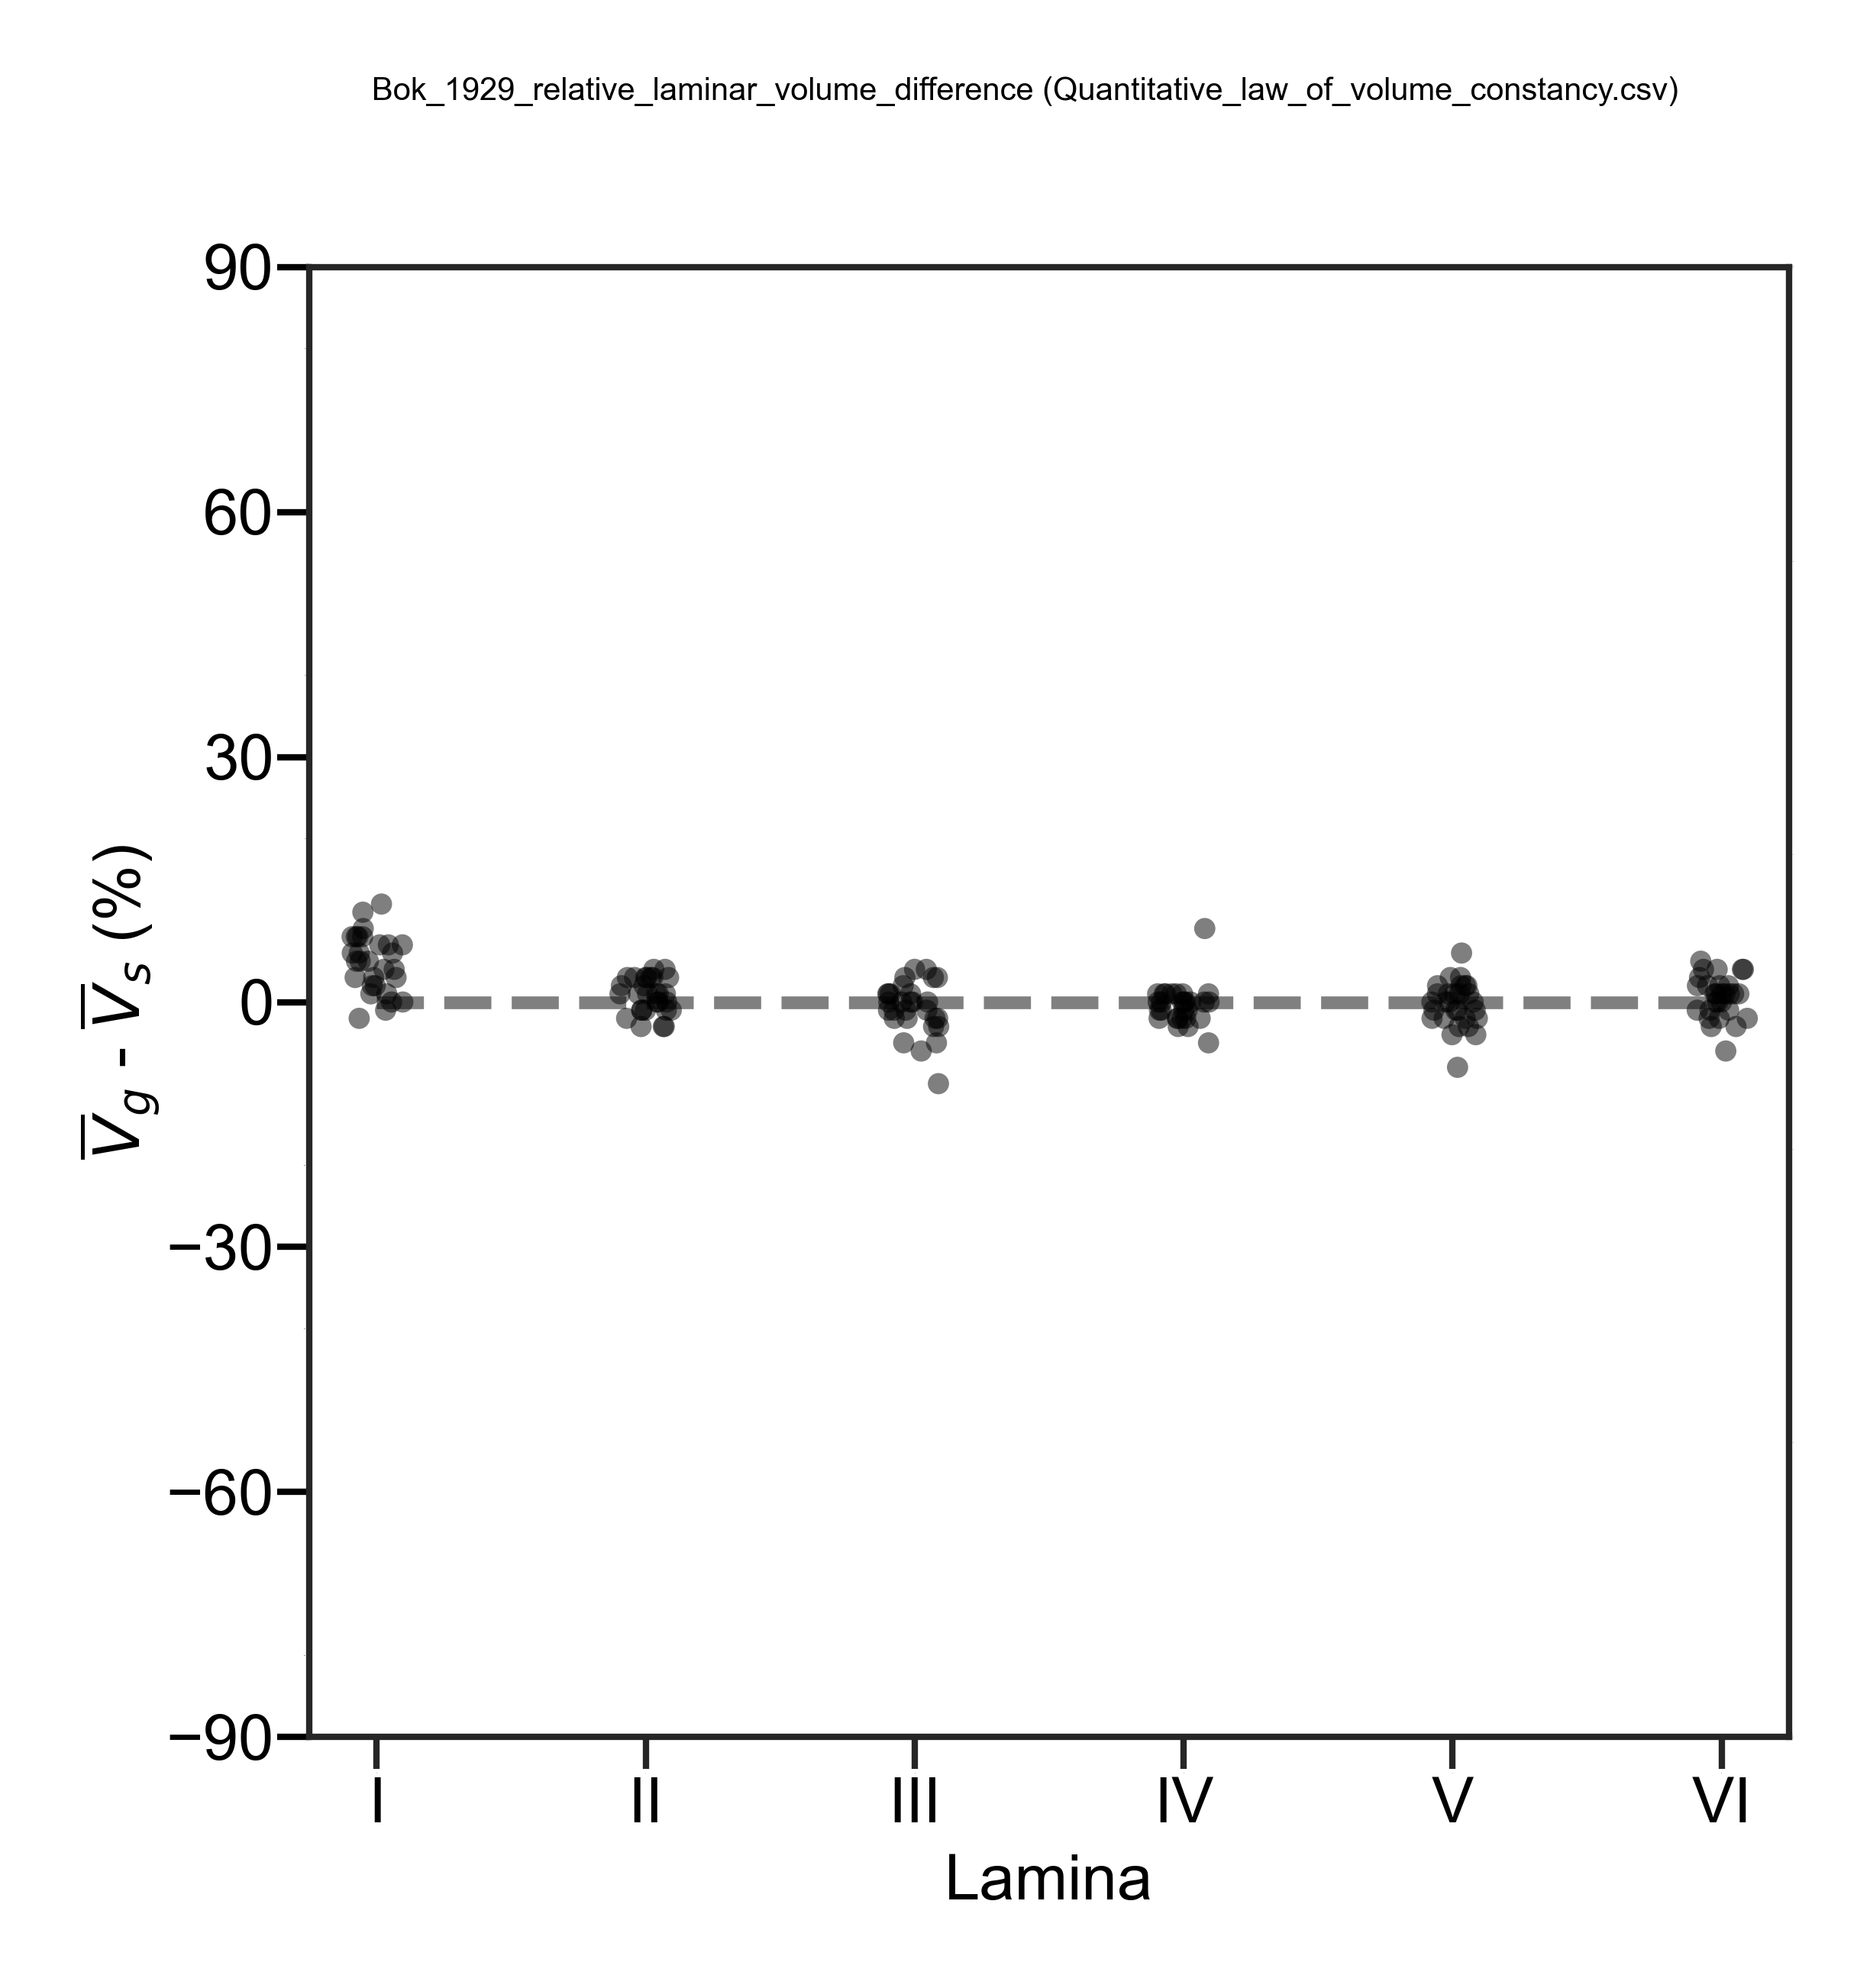 Bok_1929_relative_laminar_volume_difference (Quantitative_law_of_volume_constancy.csv)
90
60
30
0
−30
−60
−90
V̅g - V̅s (%)
I II III IV V VI
Lamina